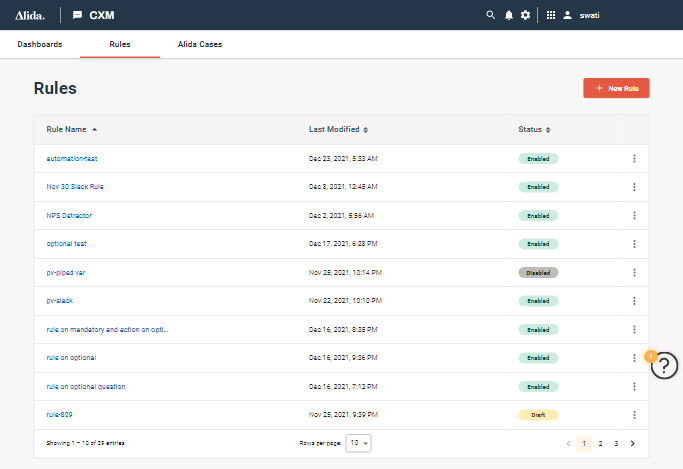 Alida. CXM swati
Dashboards Rules Alida Cases
Rules
+ New Rule
Rule Name Last Modified Status
automation-test Dec 23, 2021, 5:33 AM Enabled
Nov 30 Slack Rule Dec 8, 2021, 12:45 AM Enabled
NPS Detractor Dec 2, 2021, 5:56 AM Enabled
optional test Dec 17, 2021, 6:28 PM Enabled
pv-piped var Nov 25, 2021, 10:14 PM Disabled
pv-slack Nov 22, 2021, 10:10 PM Enabled
rule on mandatory and action on opti... Dec 16, 2021, 8:35 PM Enabled
rule on optional Dec 16, 2021, 9:36 PM Enabled
rule on optional question Dec 16, 2021, 7:12 PM Enabled
rule-809 Nov 25, 2021, 9:39 PM Draft
1 ?
Showing 1 – 10 of 29 entries Rows per page: 10 < 1 2 3 >